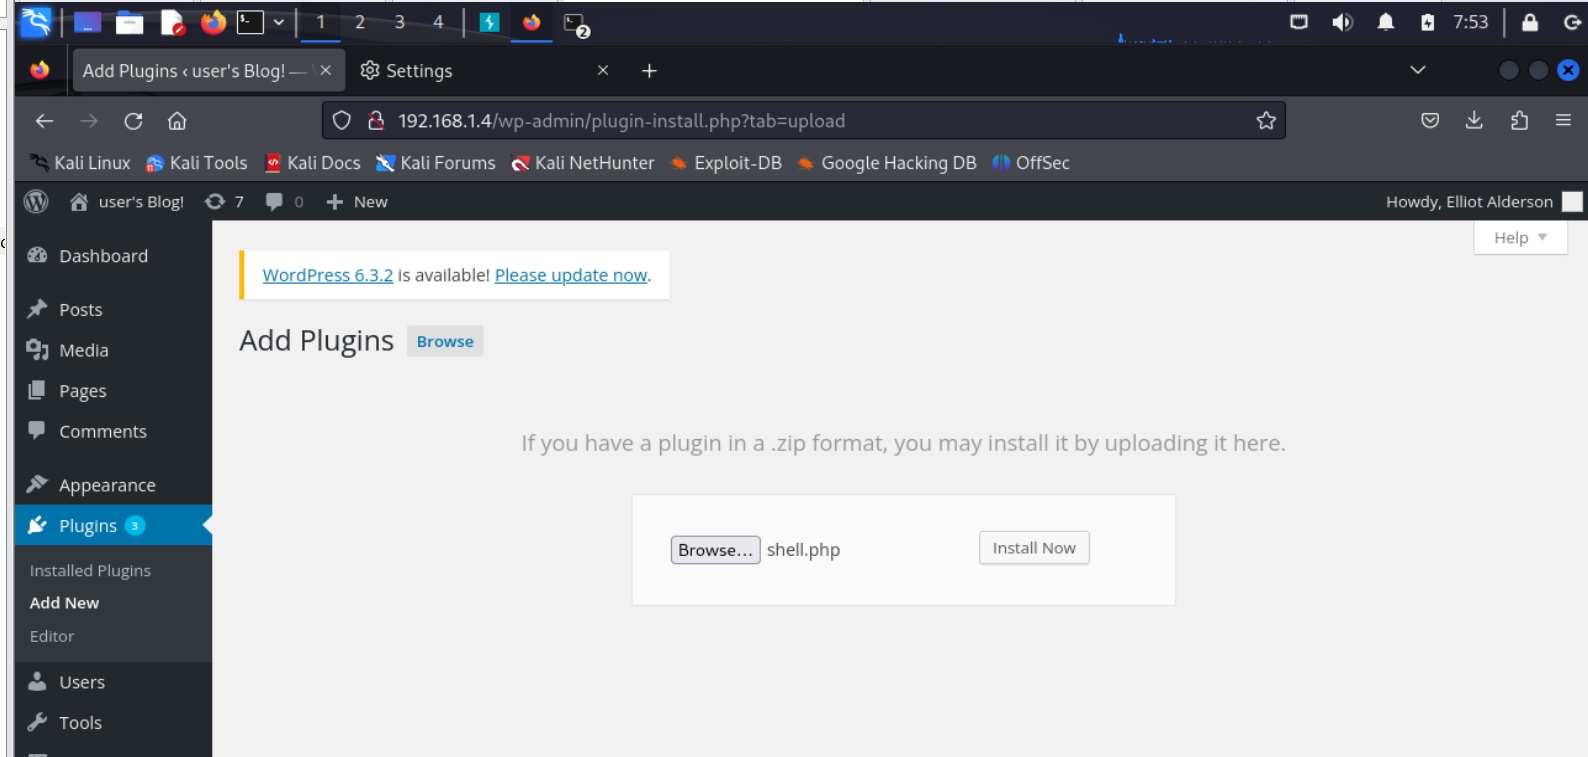 1 2 3 4 2 7:53
Add Plugins ‹ user's Blog! — Settings
192.168.1.4/wp-admin/plugin-install.php?tab=upload
Kali Linux Kali Tools Kali Docs Kali Forums Kali NetHunter Exploit-DB Google Hacking DB OffSec
user's Blog! 7 0 New Howdy, Elliot Alderson
Help
Dashboard
Posts
Media
Pages
Comments
Appearance
Plugins 3
Installed Plugins
Add New
Editor
Users
Tools
WordPress 6.3.2 is available! Please update now.
Add Plugins Browse
If you have a plugin in a .zip format, you may install it by uploading it here.
Browse... shell.php Install Now